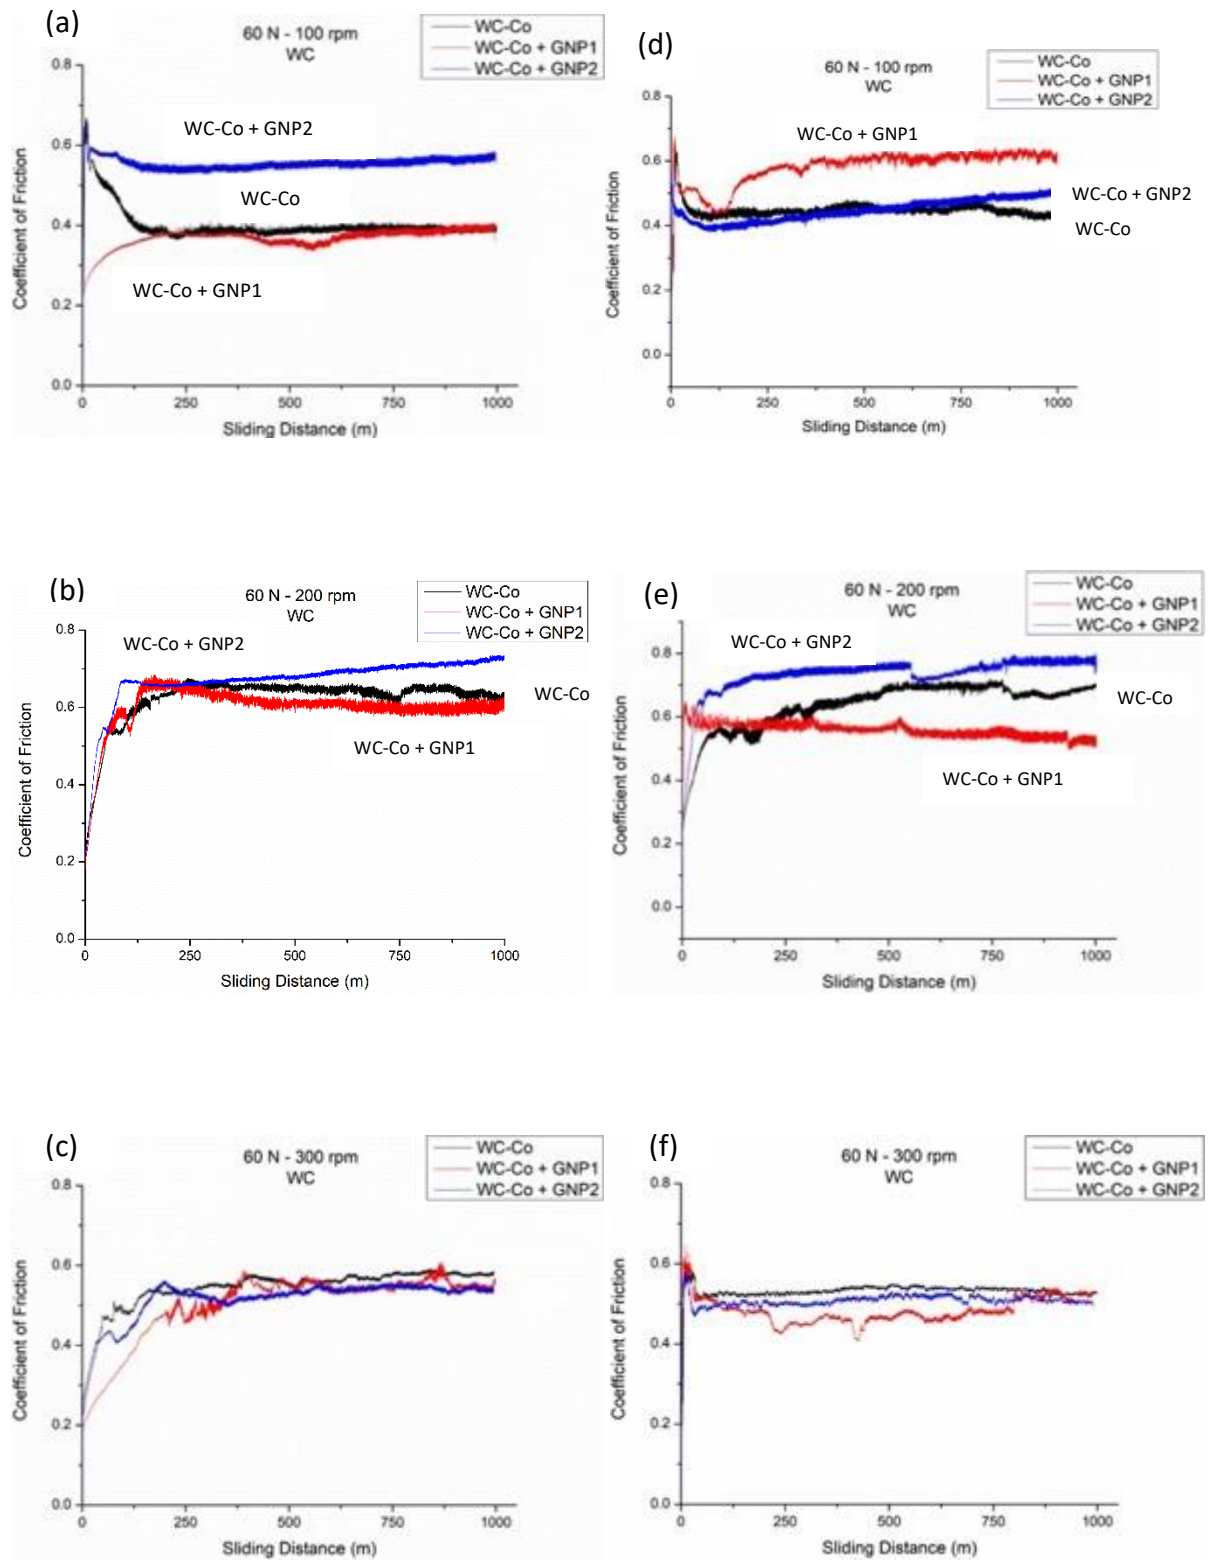 (a)
60 N - 100 rpm
WC
WC-Co
WC-Co + GNP1
WC-Co + GNP2
0.8
0.6
0.4
0.2
0.0
Coefficient of Friction
WC-Co + GNP2
WC-Co
WC-Co + GNP1
0
250
500
750
1000
Sliding Distance (m)
(d)
60 N - 100 rpm
WC
WC-Co
WC-Co + GNP1
WC-Co + GNP2
0.8
0.6
0.4
0.2
0.0
Coefficient of Friction
WC-Co + GNP1
WC-Co + GNP2
WC-Co
0
250
500
750
1000
Sliding Distance (m)
(b)
60 N - 200 rpm
WC
WC-Co
WC-Co + GNP1
WC-Co + GNP2
0.8
0.6
0.4
0.2
0.0
Coefficient of Friction
WC-Co + GNP2
WC-Co
WC-Co + GNP1
0
250
500
750
1000
Sliding Distance (m)
(e)
60 N - 200 rpm
WC
WC-Co
WC-Co + GNP1
WC-Co + GNP2
0.8
0.6
0.4
0.2
0.0
Coefficient of Friction
WC-Co + GNP2
WC-Co
WC-Co + GNP1
0
250
500
750
1000
Sliding Distance (m)
(c)
60 N - 300 rpm
WC
WC-Co
WC-Co + GNP1
WC-Co + GNP2
0.8
0.6
0.4
0.2
0.0
Coefficient of Friction
0
250
500
750
1000
Sliding Distance (m)
(f)
60 N - 300 rpm
WC
WC-Co
WC-Co + GNP1
WC-Co + GNP2
0.8
0.6
0.4
0.2
0.0
Coefficient of Friction
0
250
500
750
1000
Sliding Distance (m)